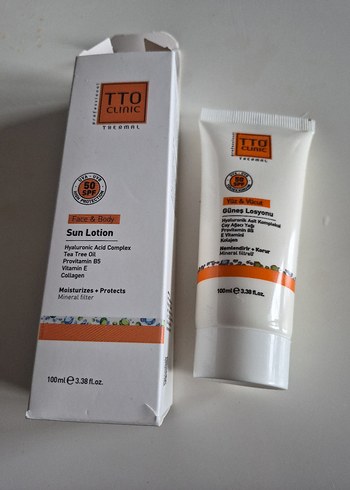 professional
TTO
CLINIC
THERMAL
UVA - UVB
50
SPF
HIGH PROTECTION
Face & Body
Sun Lotion
Hyaluronic Acid Complex
Tea Tree Oil
Provitamin B5
Vitamin E
Collagen
Moisturizes + Protects
Mineral filter
100ml ℮ 3.38 fl.oz.
TTO
CLINIC
THERMAL
50
SPF
Yüz & Vücut
Güneş Losyonu
Hyaluronik Asit Kompleksi
Çay Ağacı Yağı
Provitamin B5
E Vitamini
Kolajen
Nemlendirir + Korur
Mineral filtreli
100ml ℮ 3.38 fl.oz.